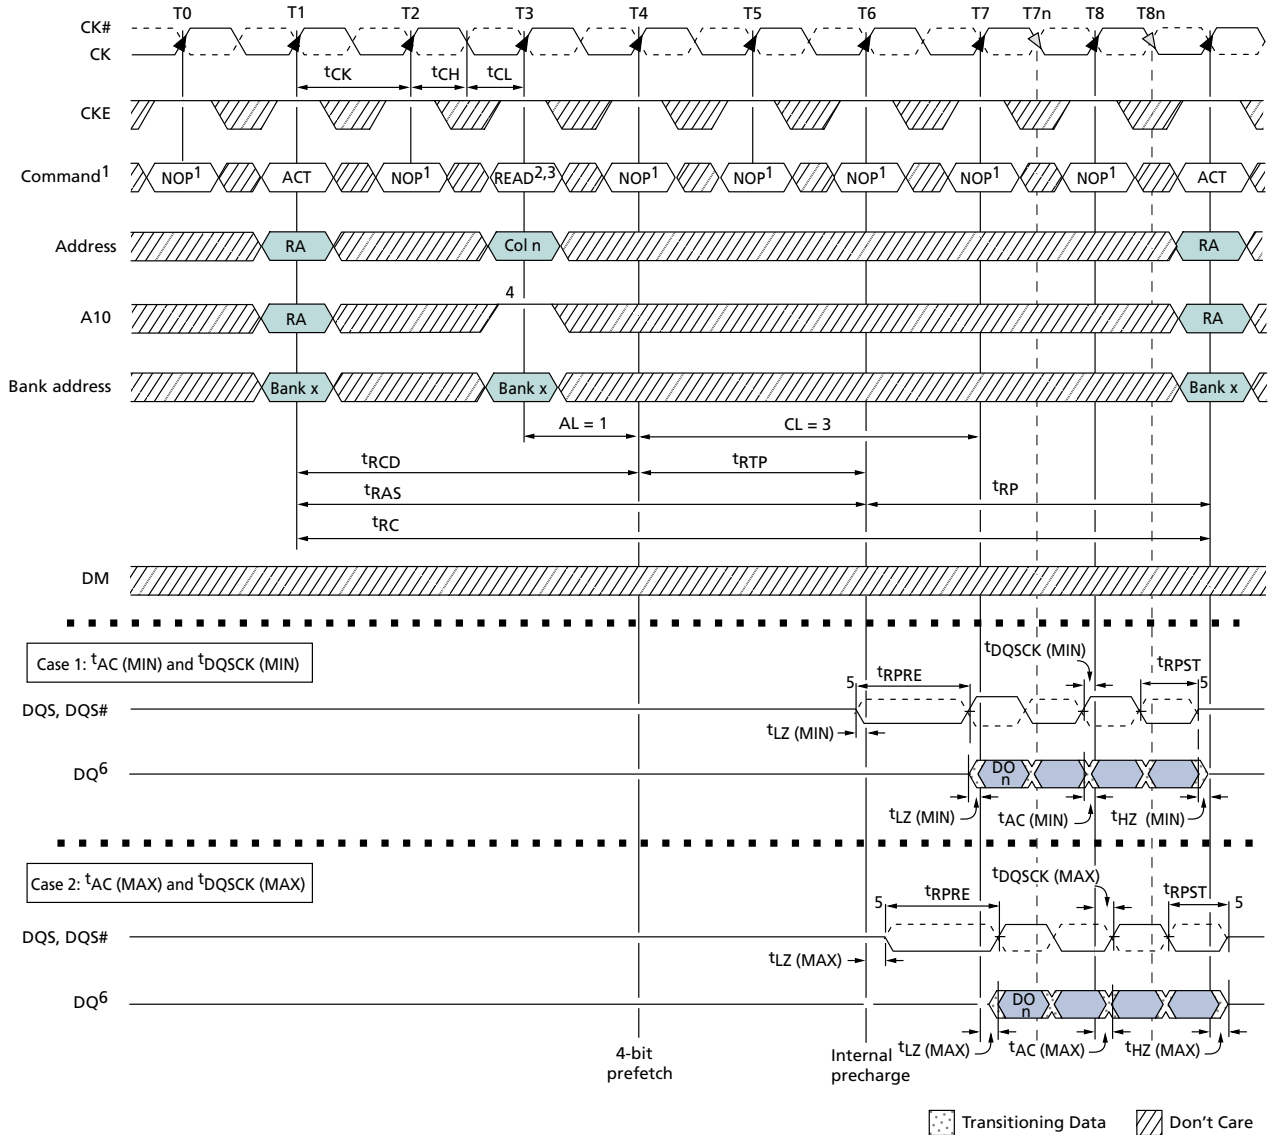 T0 T1 T2 T3 T4 T5 T6 T7 T7n T8 T8n
CK#
CK
tCK tCH tCL
CKE
Command1 NOP1 ACT NOP1 READ2,3 NOP1 NOP1 NOP1 NOP1 NOP1 ACT
Address RA Col n RA
4
A10 RA RA
Bank address Bank x Bank x Bank x
AL = 1 CL = 3
tRCD tRTP
tRAS tRP
tRC
DM
Case 1: tAC (MIN) and tDQSCK (MIN)
tDQSCK (MIN)
5 tRPRE tRPST 5
DQS, DQS#
tLZ (MIN)
DQ6 DO
n
tLZ (MIN) tAC (MIN) tHZ (MIN)
Case 2: tAC (MAX) and tDQSCK (MAX)
tDQSCK (MAX)
5 tRPRE tRPST 5
DQS, DQS#
tLZ (MAX)
DQ6 DO
n
tLZ (MAX) tAC (MAX) tHZ (MAX)
4-bit
prefetch
Internal
precharge
Transitioning Data Don't Care